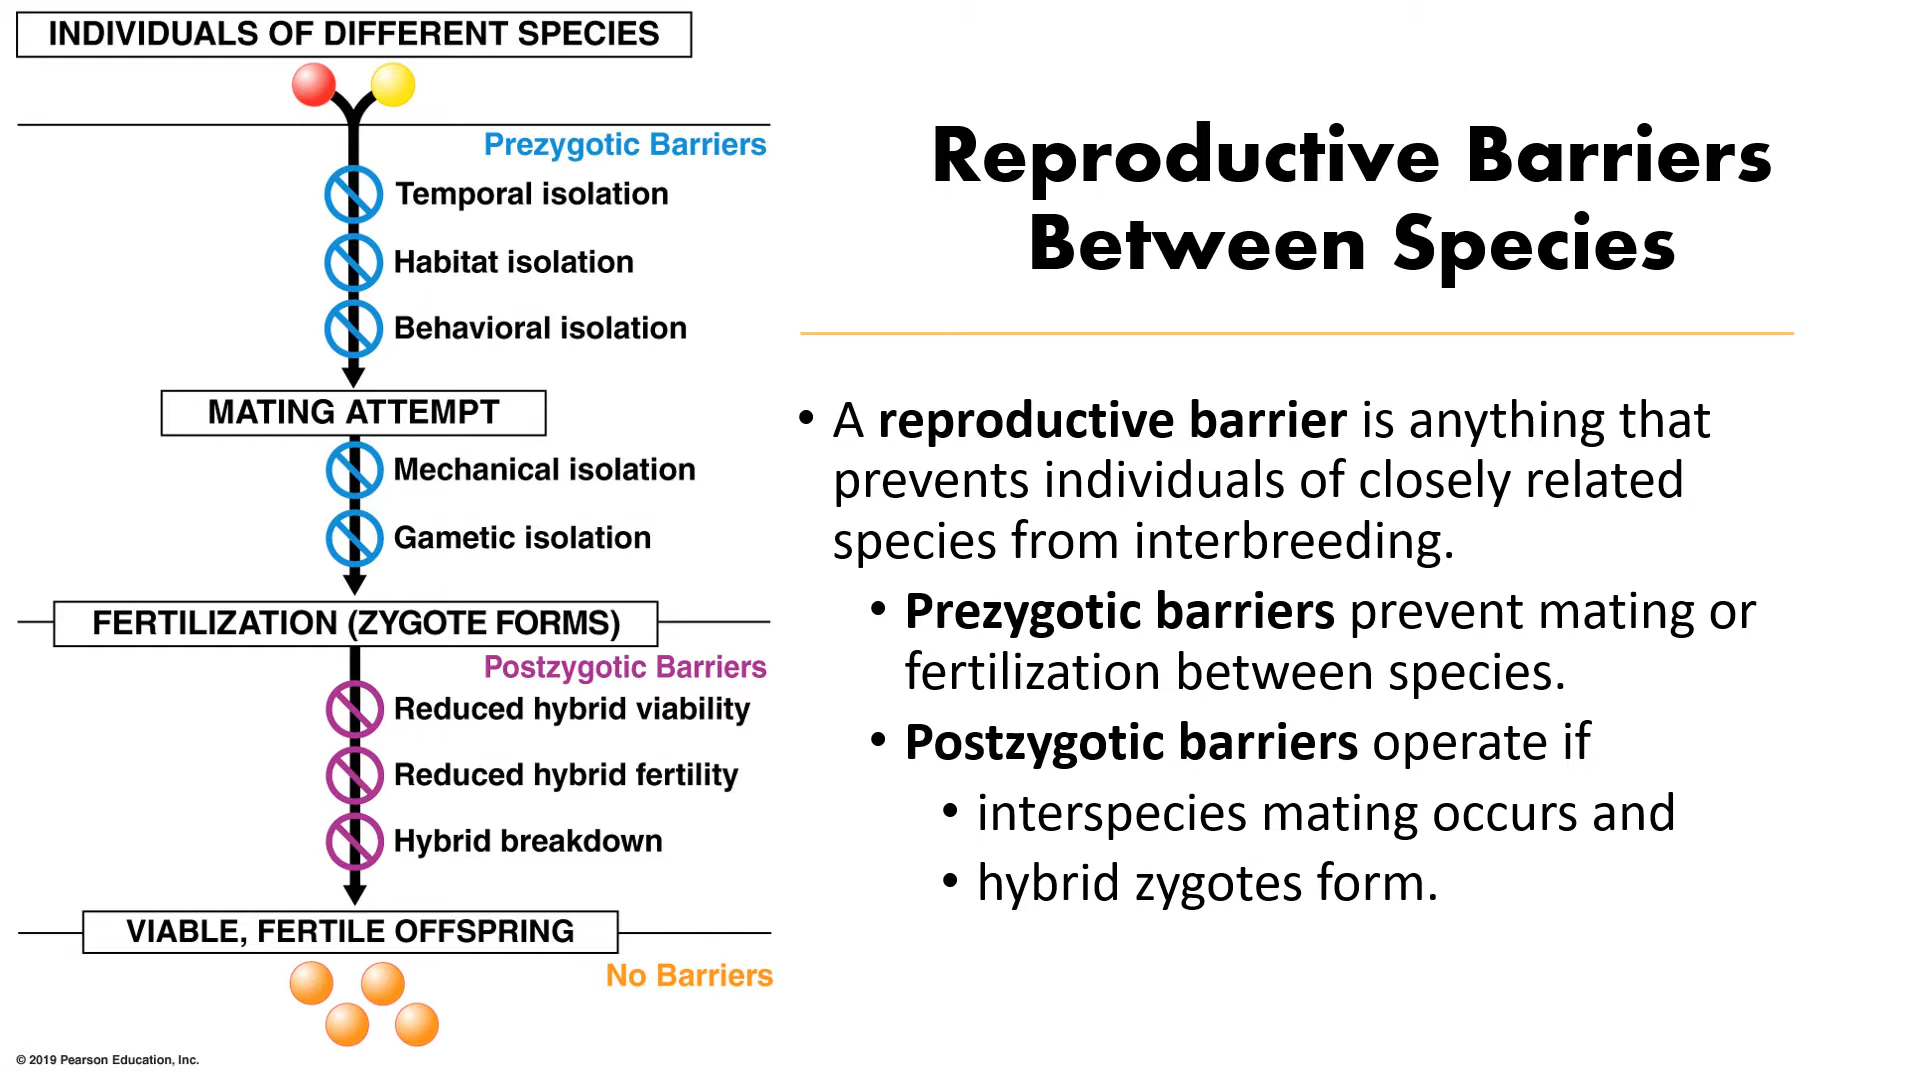 INDIVIDUALS OF DIFFERENT SPECIES
Prezygotic Barriers
Temporal isolation
Habitat isolation
Behavioral isolation
MATING ATTEMPT
Mechanical isolation
Gametic isolation
FERTILIZATION (ZYGOTE FORMS)
Postzygotic Barriers
Reduced hybrid viability
Reduced hybrid fertility
Hybrid breakdown
VIABLE, FERTILE OFFSPRING
No Barriers
© 2019 Pearson Education, Inc.
Reproductive Barriers
Between Species
• A reproductive barrier is anything that
prevents individuals of closely related
species from interbreeding.
• Prezygotic barriers prevent mating or
fertilization between species.
• Postzygotic barriers operate if
• interspecies mating occurs and
• hybrid zygotes form.